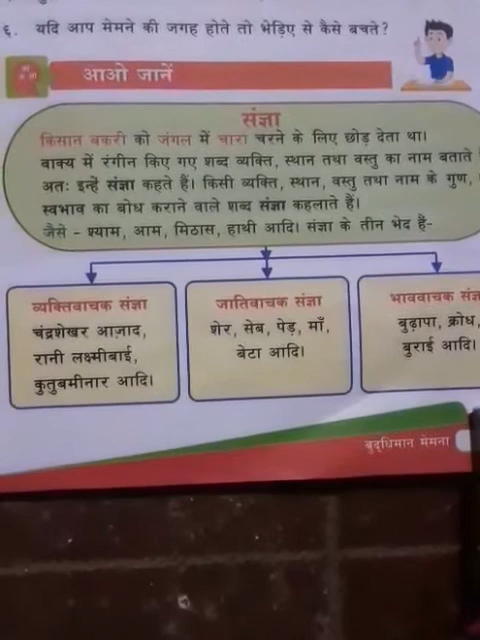 ६. यदि आप मेमने की जगह होते तो भेड़िए से कैसे बचते?
आओ जानें
संज्ञा
किसान बकरी को जंगल में चारा चरने के लिए छोड़ देता था।
वाक्य में रंगीन किए गए शब्द व्यक्ति, स्थान तथा वस्तु का नाम बताते
अतः इन्हें संज्ञा कहते हैं। किसी व्यक्ति, स्थान, वस्तु तथा नाम के गुण,
स्वभाव का बोध कराने वाले शब्द संज्ञा कहलाते हैं।
जैसे – श्याम, आम, मिठास, हाथी आदि। संज्ञा के तीन भेद हैं-
व्यक्तिवाचक संज्ञा
चंद्रशेखर आज़ाद,
रानी लक्ष्मीबाई,
कुतुबमीनार आदि।
जातिवाचक संज्ञा
शेर, सेब, पेड़, माँ,
बेटा आदि।
भाववाचक संज्ञ
बुढ़ापा, क्रोध,
बुराई आदि।
बुद्धिमान मेमना